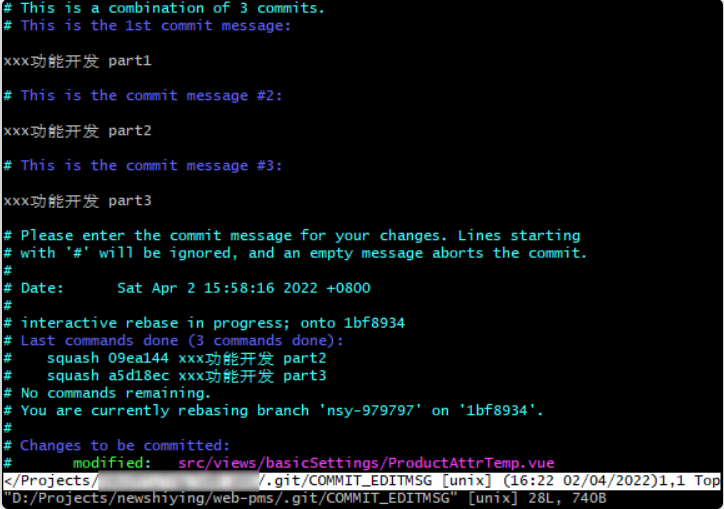 # This is a combination of 3 commits.
# This is the 1st commit message:
xxx功能开发 part1
# This is the commit message #2:
xxx功能开发 part2
# This is the commit message #3:
xxx功能开发 part3
# Please enter the commit message for your changes. Lines starting
# with '#' will be ignored, and an empty message aborts the commit.
#
# Date:      Sat Apr 2 15:58:16 2022 +0800
#
# interactive rebase in progress; onto 1bf8934
# Last commands done (3 commands done):
#    squash 09ea144 xxx功能开发 part2
#    squash a5d18ec xxx功能开发 part3
# No commands remaining.
# You are currently rebasing branch 'nsy-979797' on '1bf8934'.
#
# Changes to be committed:
#       modified:   src/views/basicSettings/ProductAttrTemp.vue
</Projects/ /.git/COMMIT_EDITMSG [unix] (16:22 02/04/2022)1,1 Top
"D:/Projects/newshiying/web-pms/.git/COMMIT_EDITMSG" [unix] 28L, 740B